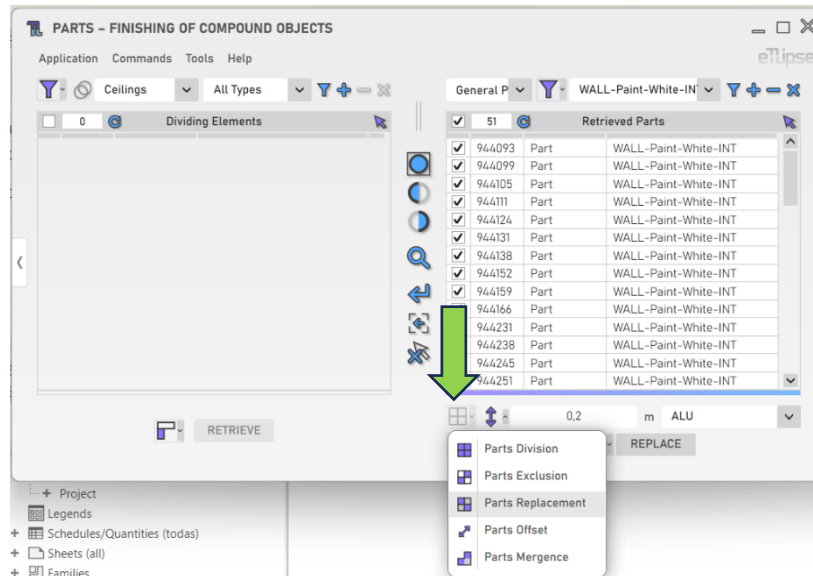 PARTS – FINISHING OF COMPOUND OBJECTS
Application Commands Tools Help
eTlipse
Ceilings All Types
General P WALL-Paint-White-IN
0 Dividing Elements
51 Retrieved Parts
944093 Part WALL-Paint-White-INT
944099 Part WALL-Paint-White-INT
944105 Part WALL-Paint-White-INT
944111 Part WALL-Paint-White-INT
944124 Part WALL-Paint-White-INT
944131 Part WALL-Paint-White-INT
944138 Part WALL-Paint-White-INT
944152 Part WALL-Paint-White-INT
944159 Part WALL-Paint-White-INT
944166 Part WALL-Paint-White-INT
944231 Part WALL-Paint-White-INT
944238 Part WALL-Paint-White-INT
944245 Part WALL-Paint-White-INT
944251 Part WALL-Paint-White-INT
0,2 m ALU
RETRIEVE
REPLACE
Parts Division
Parts Exclusion
Parts Replacement
Parts Offset
Parts Mergence
Project
Legends
Schedules/Quantities (todas)
Sheets (all)
Families